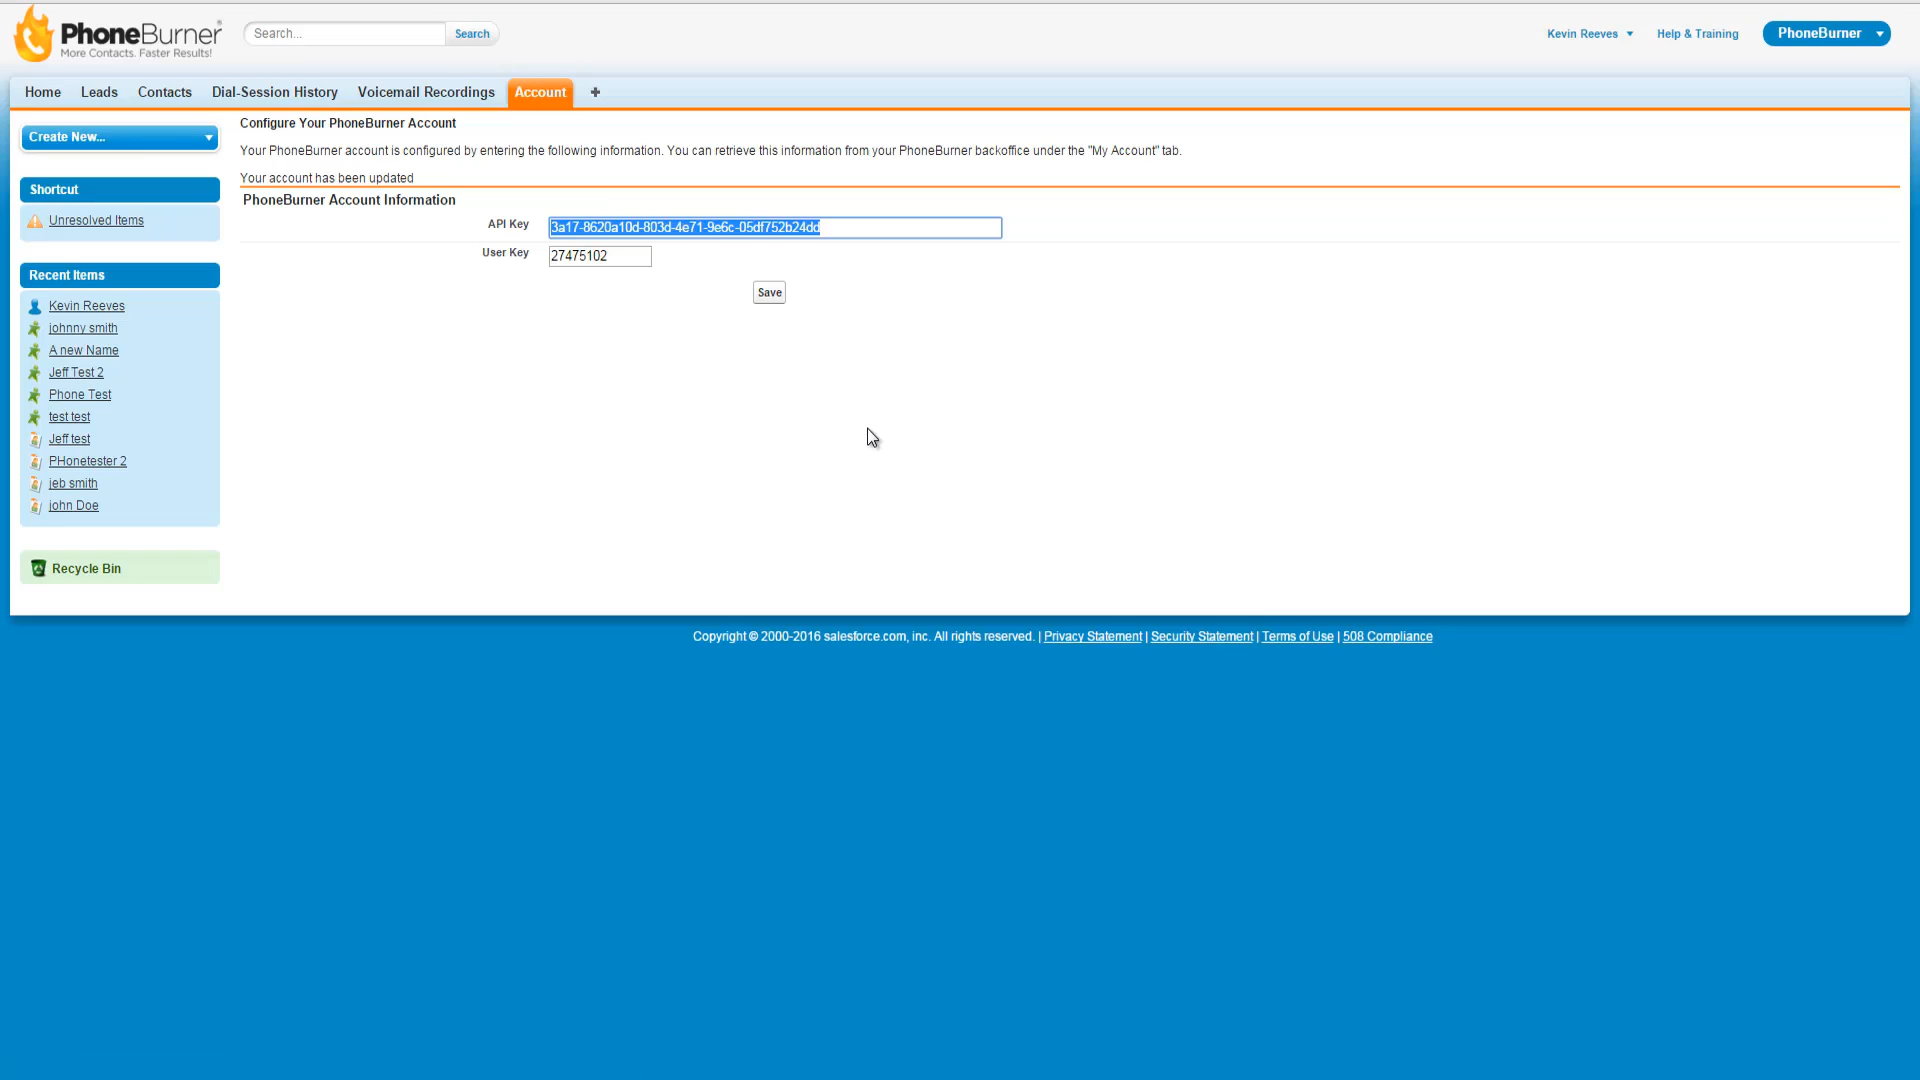 PhoneBurner
More Contacts. Faster Results!
Search...
Search
Kevin Reeves
Help & Training
PhoneBurner
Home
Leads
Contacts
Dial-Session History
Voicemail Recordings
Account
Create New...
Shortcut
Unresolved Items
Recent Items
Kevin Reeves
johnny smith
A new Name
Jeff Test 2
Phone Test
test test
Jeff test
PHonetester 2
jeb smith
john Doe
Recycle Bin
Configure Your PhoneBurner Account
Your PhoneBurner account is configured by entering the following information. You can retrieve this information from your PhoneBurner backoffice under the "My Account" tab.
Your account has been updated
PhoneBurner Account Information
API Key
3a17-8620a10d-803d-4e71-9e6c-05df752b24dd
User Key
27475102
Save
Copyright © 2000-2016 salesforce.com, inc. All rights reserved. | Privacy Statement | Security Statement | Terms of Use | 508 Compliance